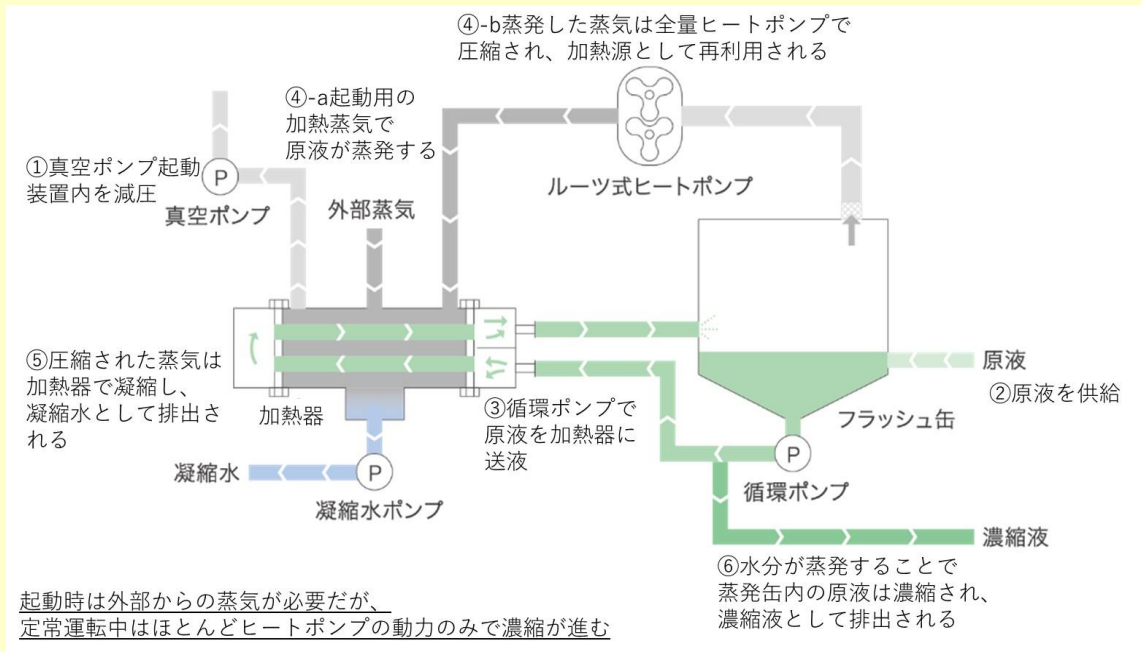 ④-b蒸発した蒸気は全量ヒートポンプで
圧縮され、加熱源として再利用される
④-a起動用の
加熱蒸気で
原液が蒸発する
①真空ポンプ起動
装置内を減圧
P
真空ポンプ
外部蒸気
ルーツ式ヒートポンプ
⑤圧縮された蒸気は
加熱器で凝縮し、
凝縮水として排出さ
れる
加熱器
③循環ポンプで
原液を加熱器に
送液
原液
②原液を供給
フラッシュ缶
P
循環ポンプ
凝縮水
P
凝縮水ポンプ
濃縮液
⑥水分が蒸発することで
蒸発缶内の原液は濃縮され、
濃縮液として排出される
起動時は外部からの蒸気が必要だが、
定常運転中はほとんどヒートポンプの動力のみで濃縮が進む